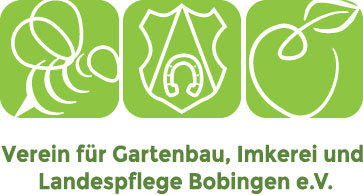 Verein für Gartenbau, Imkerei und
Landespflege Bobingen e.V.